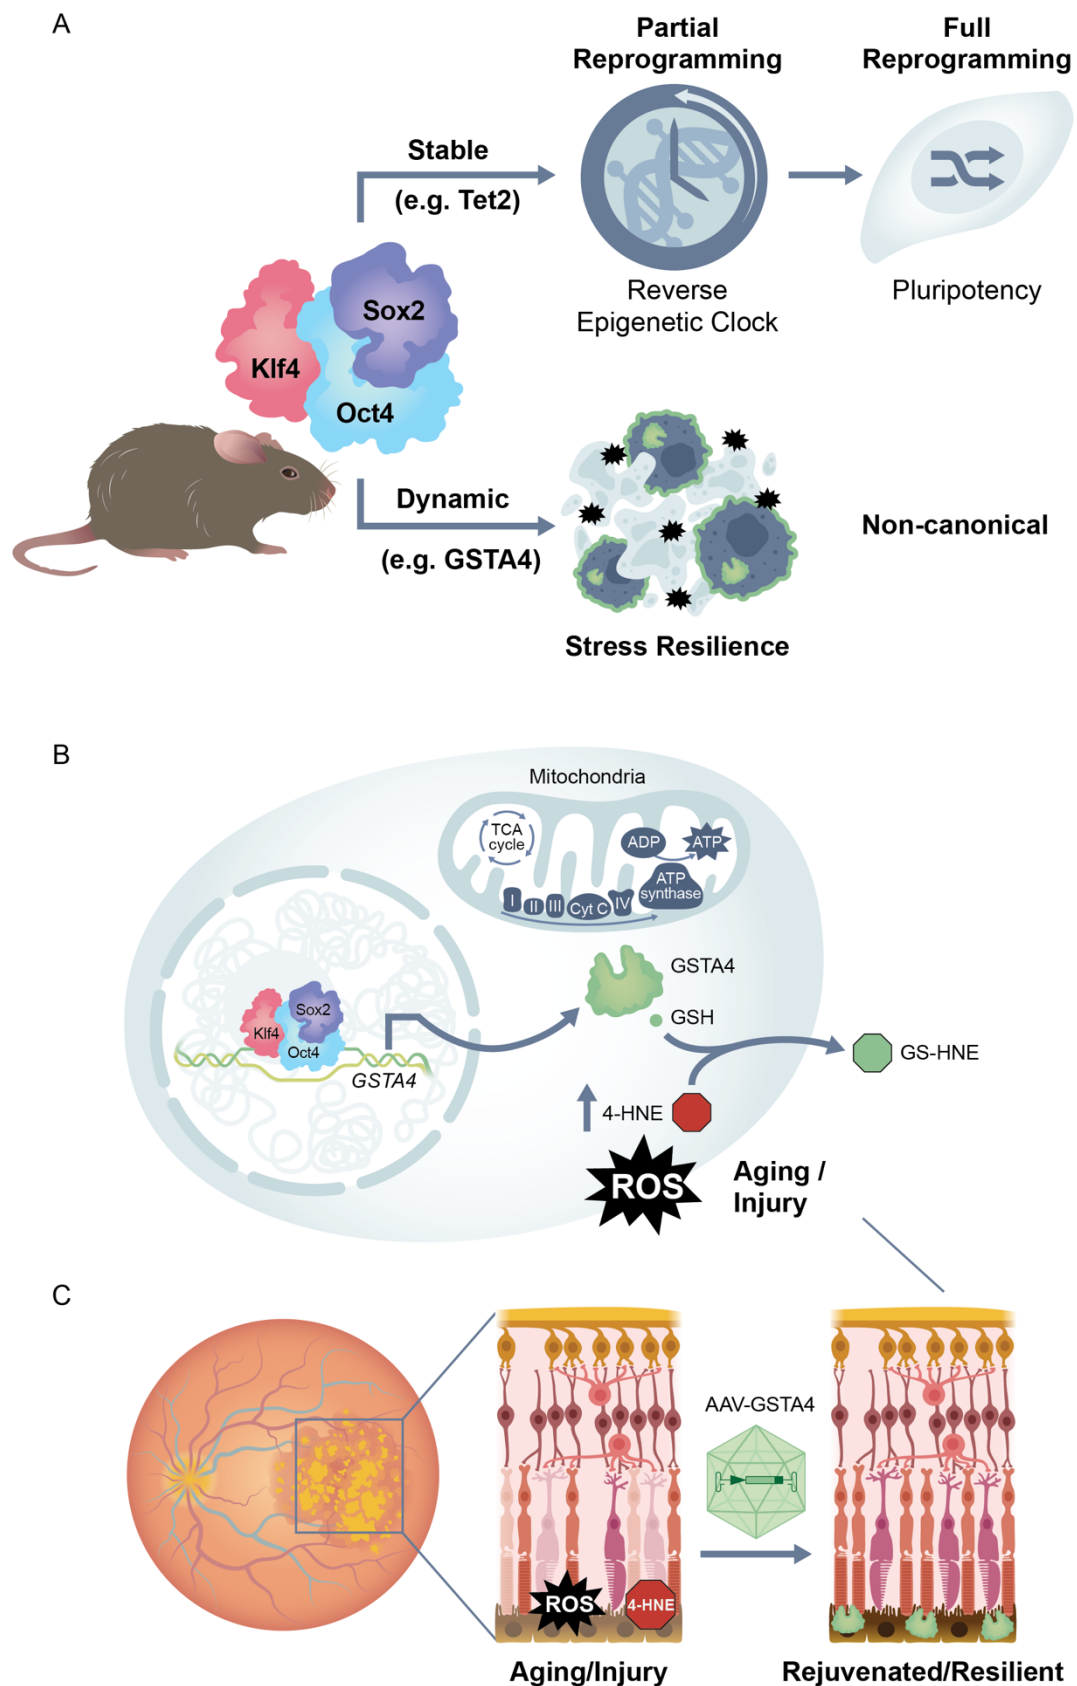 A
Partial
Reprogramming
Full
Reprogramming
Stable
(e.g. Tet2)
Reverse
Epigenetic Clock
Pluripotency
Sox2
Klf4
Oct4
Dynamic
(e.g. GSTA4)
Non-canonical
Stress Resilience
B
Mitochondria
TCA
cycle
ADP
ATP
ATP
synthase
I
II
III
Cyt C
IV
GSTA4
GSH
Sox2
Klf4
Oct4
GSTA4
GS-HNE
4-HNE
ROS
Aging /
Injury
C
AAV-GSTA4
ROS
4-HNE
Aging/Injury
Rejuvenated/Resilient